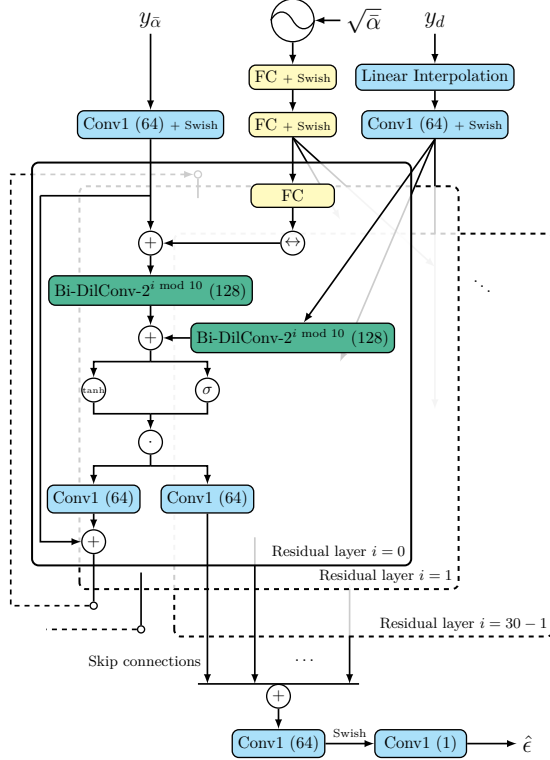 y_ᾱ
√ᾱ
y_d
FC + Swish
Linear Interpolation
Conv1 (64) + Swish
FC + Swish
Conv1 (64) + Swish
FC
+
↔
Bi-DilConv-2^{i mod 10} (128)
+
Bi-DilConv-2^{i mod 10} (128)
tanh
σ
·
Conv1 (64)
Conv1 (64)
+
Residual layer i = 0
Residual layer i = 1
Residual layer i = 30 − 1
Skip connections
...
+
Conv1 (64)
Swish
Conv1 (1)
ε̂